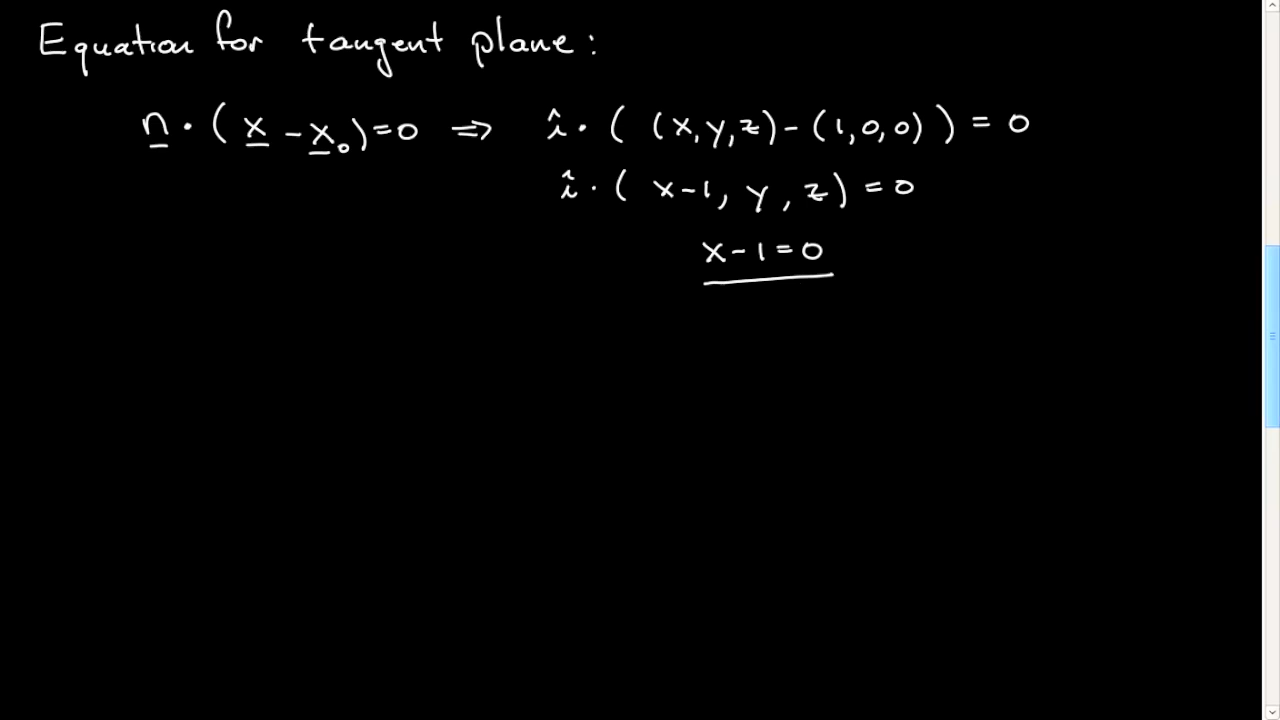 Equation for tangent plane:
n · ( x - x₀ ) = 0 ⇒ î · ( (x, y, z) - (1, 0, 0) ) = 0
î · ( x-1, y, z ) = 0
x - 1 = 0